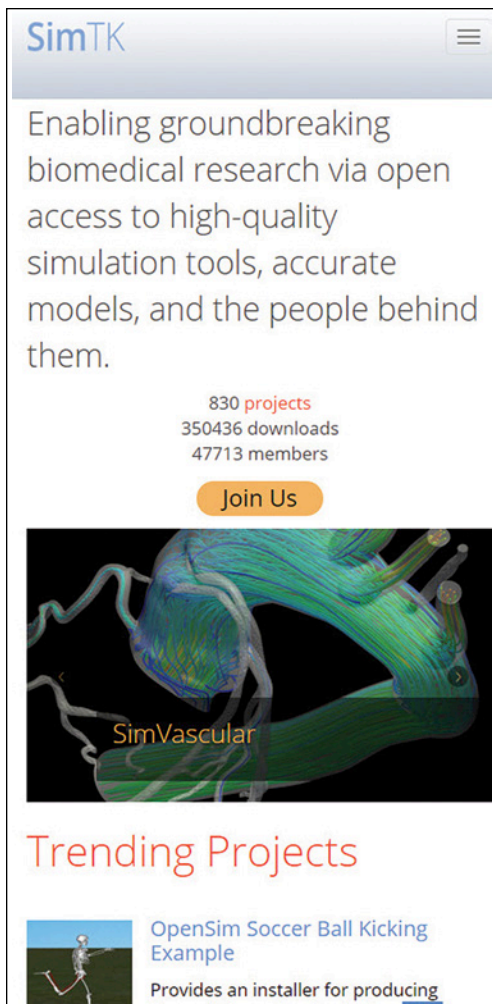 SimTK
Enabling groundbreaking
biomedical research via open
access to high-quality
simulation tools, accurate
models, and the people behind
them.
830 projects
350436 downloads
47713 members
Join Us
SimVascular
Trending Projects
OpenSim Soccer Ball Kicking
Example
Provides an installer for producing